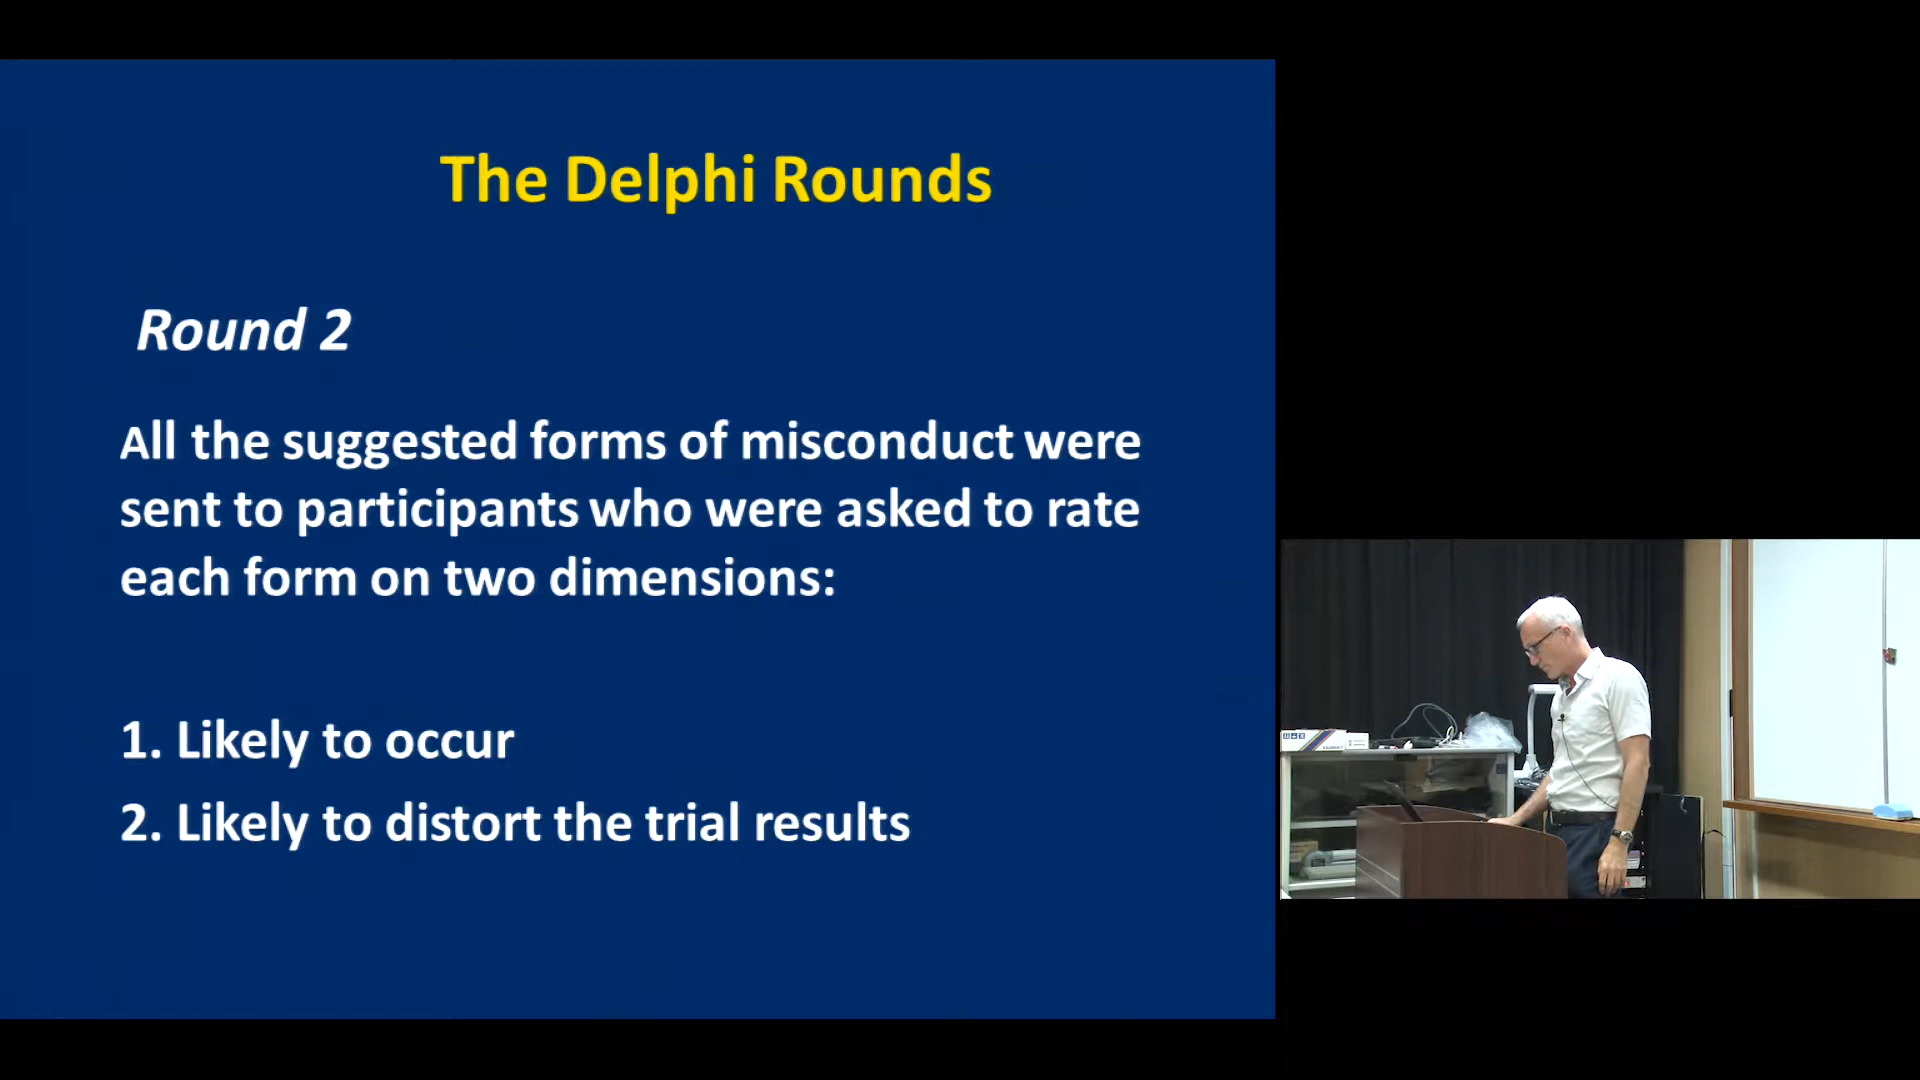 The Delphi Rounds
Round 2
All the suggested forms of misconduct were
sent to participants who were asked to rate
each form on two dimensions:
1. Likely to occur
2. Likely to distort the trial results